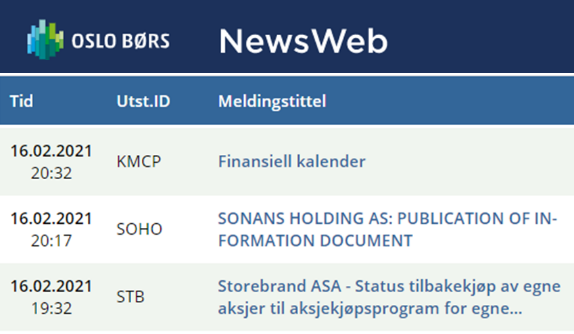 OSLO BØRS NewsWeb
Tid Utst.ID Meldingstittel
16.02.2021
20:32 KMCP Finansiell kalender
16.02.2021
20:17 SOHO SONANS HOLDING AS: PUBLICATION OF IN-
FORMATION DOCUMENT
16.02.2021
19:32 STB Storebrand ASA - Status tilbakekjøp av egne
aksjer til aksjekjøpsprogram for egne...